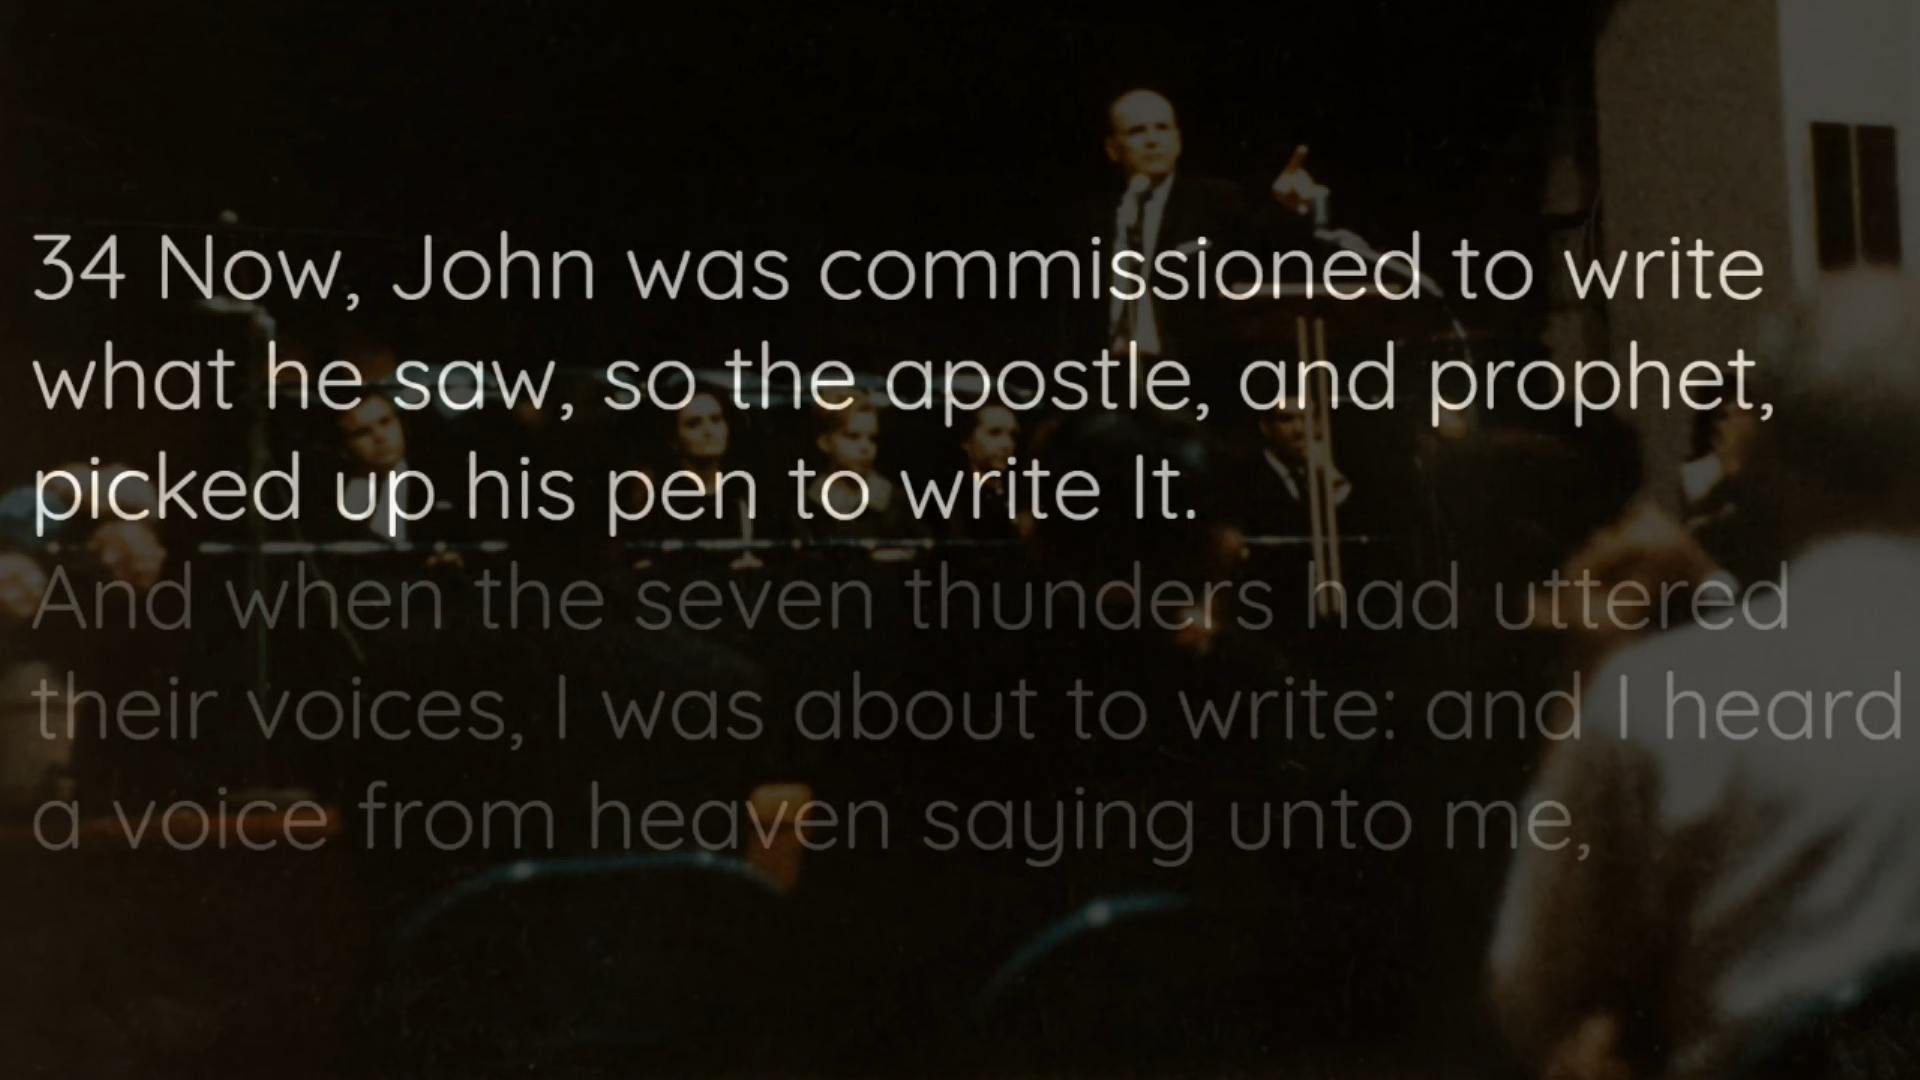 34 Now, John was commissioned to write
what he saw, so the apostle, and prophet,
picked up his pen to write It.
And when the seven thunders had uttered
their voices, I was about to write: and I heard
a voice from heaven saying unto me,